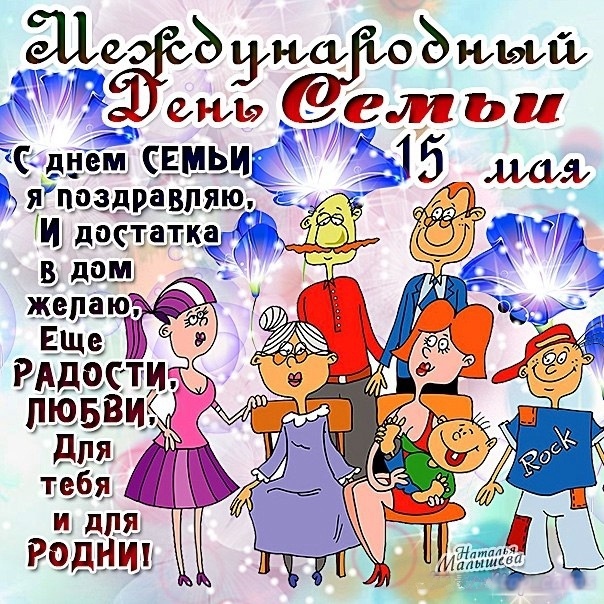 Международный
День Семьи
15 мая
С днем СЕМЬИ
я поздравляю,
И достатка
в дом
желаю,
Еще
РАДОСТИ,
ЛЮБВИ,
Для
тебя
и для
РОДНИ!
Rock
Наталья
Малышева